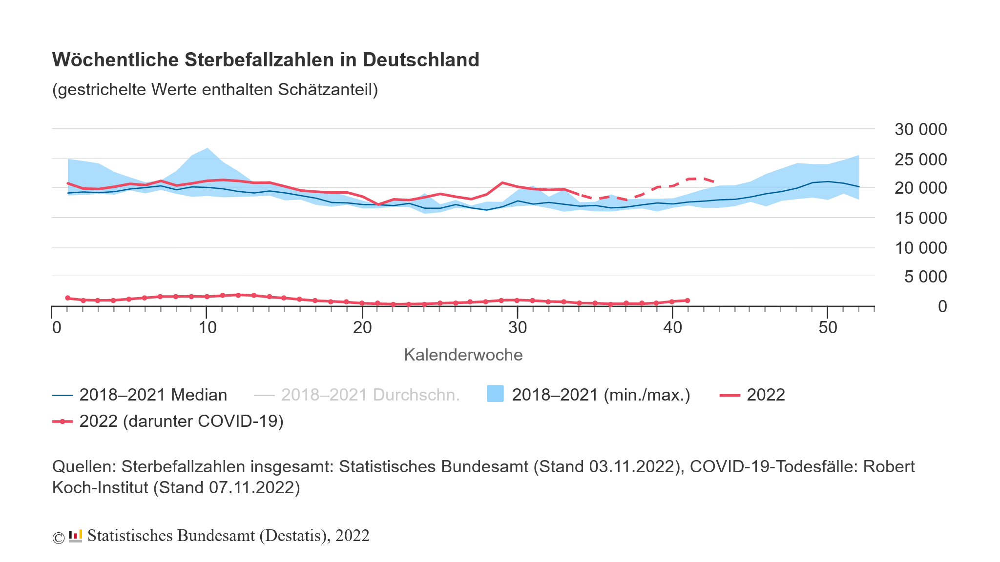 Wöchentliche Sterbefallzahlen in Deutschland
(gestrichelte Werte enthalten Schätzanteil)
30 000
25 000
20 000
15 000
10 000
5 000
0
0 10 20 30 40 50
Kalenderwoche
2018–2021 Median 2018–2021 Durchschn. 2018–2021 (min./max.) 2022
2022 (darunter COVID-19)
Quellen: Sterbefallzahlen insgesamt: Statistisches Bundesamt (Stand 03.11.2022), COVID-19-Todesfälle: Robert
Koch-Institut (Stand 07.11.2022)
© Statistisches Bundesamt (Destatis), 2022